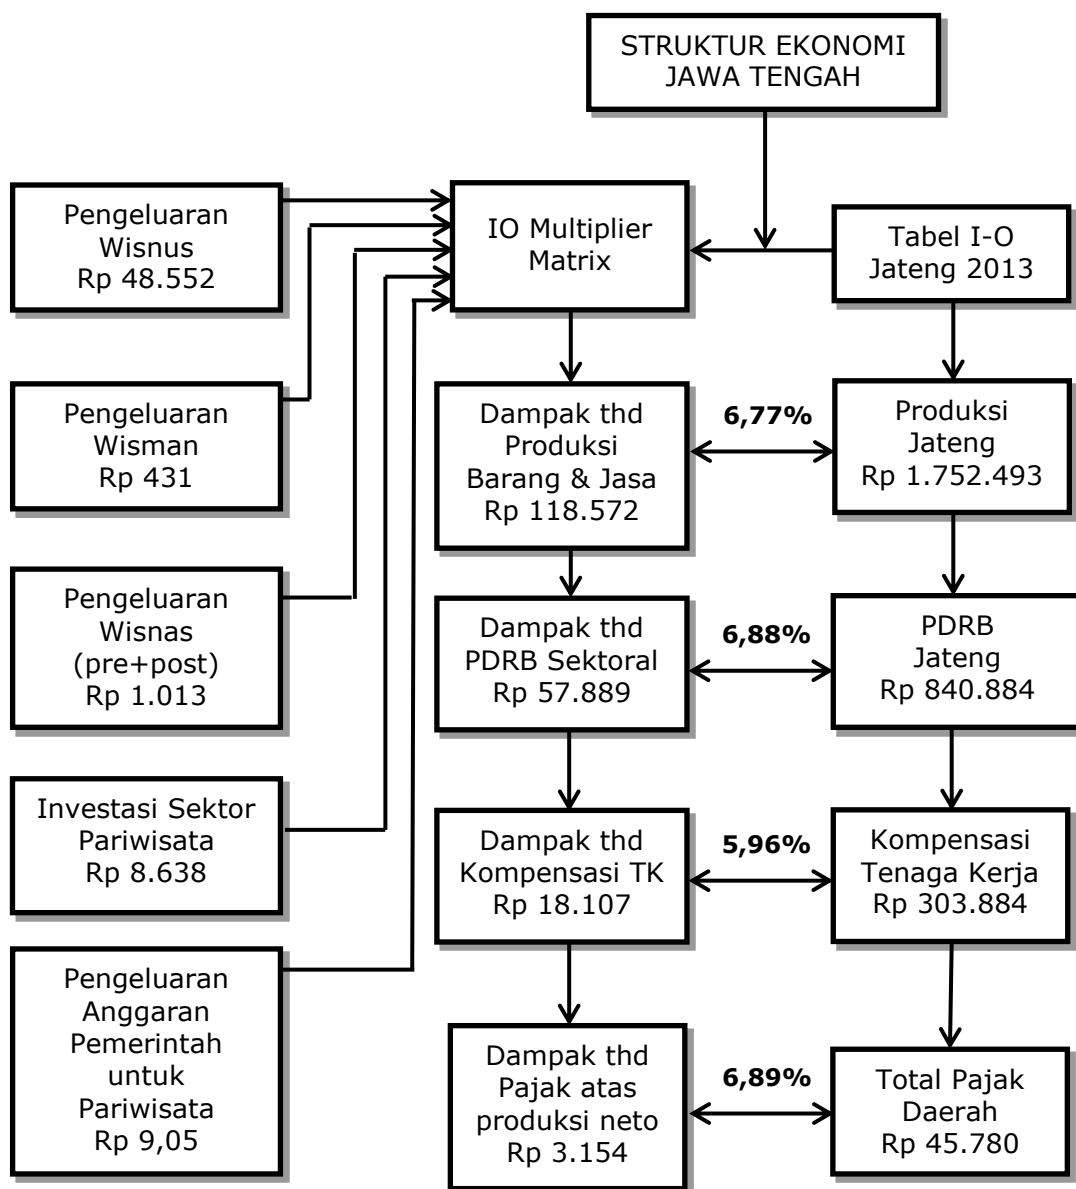 STRUKTUR EKONOMI
JAWA TENGAH
Pengeluaran
Wisnus
Rp 48.552
IO Multiplier
Matrix
Tabel I-O
Jateng 2013
Pengeluaran
Wisman
Rp 431
Dampak thd
Produksi
Barang & Jasa
Rp 118.572
6,77%
Produksi
Jateng
Rp 1.752.493
Pengeluaran
Wisnas
(pre+post)
Rp 1.013
Dampak thd
PDRB Sektoral
Rp 57.889
6,88%
PDRB
Jateng
Rp 840.884
Investasi Sektor
Pariwisata
Rp 8.638
Dampak thd
Kompensasi TK
Rp 18.107
5,96%
Kompensasi
Tenaga Kerja
Rp 303.884
Pengeluaran
Anggaran
Pemerintah
untuk
Pariwisata
Rp 9,05
Dampak thd
Pajak atas
produksi neto
Rp 3.154
6,89%
Total Pajak
Daerah
Rp 45.780